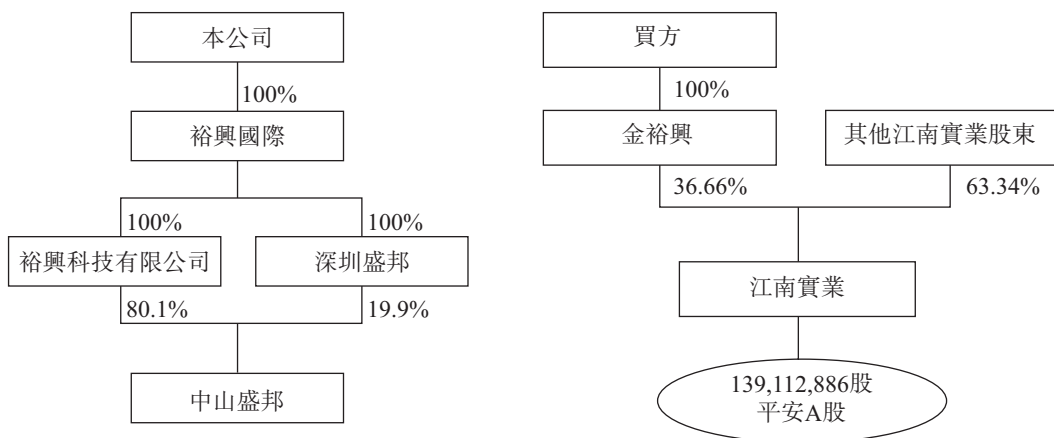 本公司
100%
裕興國際
100%
100%
裕興科技有限公司
深圳盛邦
80.1%
19.9%
中山盛邦
買方
100%
金裕興
其他江南實業股東
36.66%
63.34%
江南實業
139,112,886股
平安A股